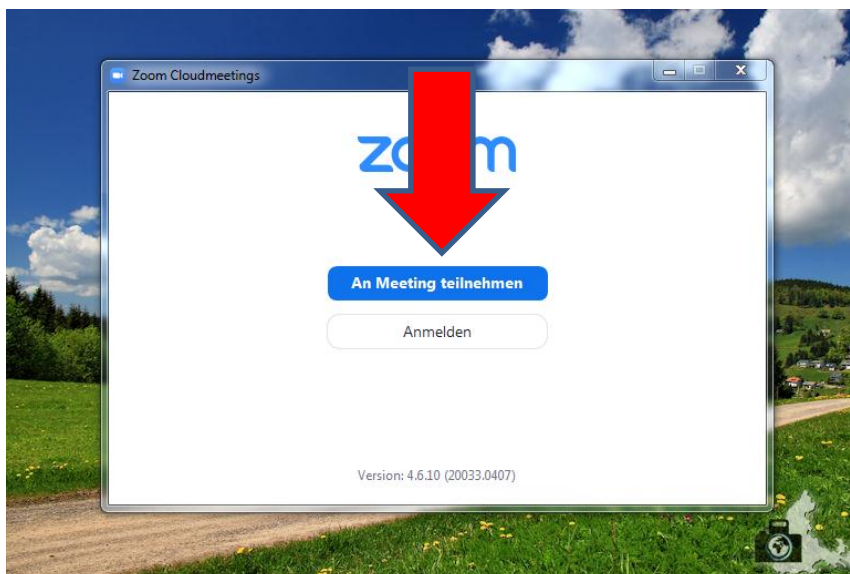 Zoom Cloudmeetings
zoom
An Meeting teilnehmen
Anmelden
Version: 4.6.10 (20033.0407)